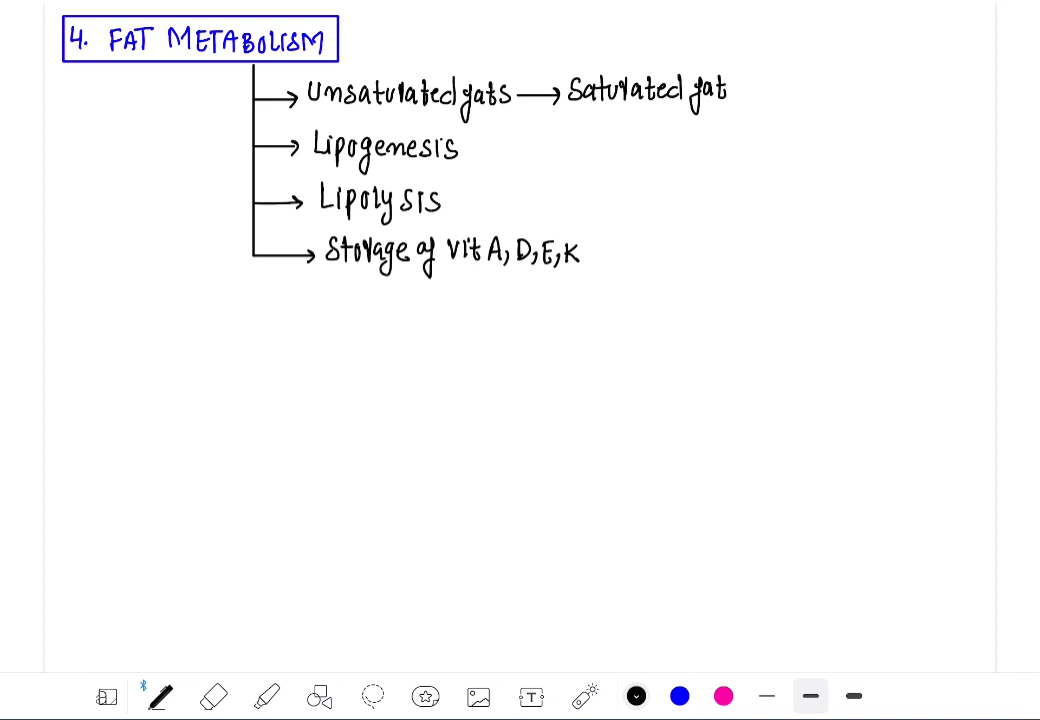 4. FAT METABOLISM
Unsaturated fats → Saturated fat
Lipogenesis
Lipolysis
Storage of Vit A, D, E, K